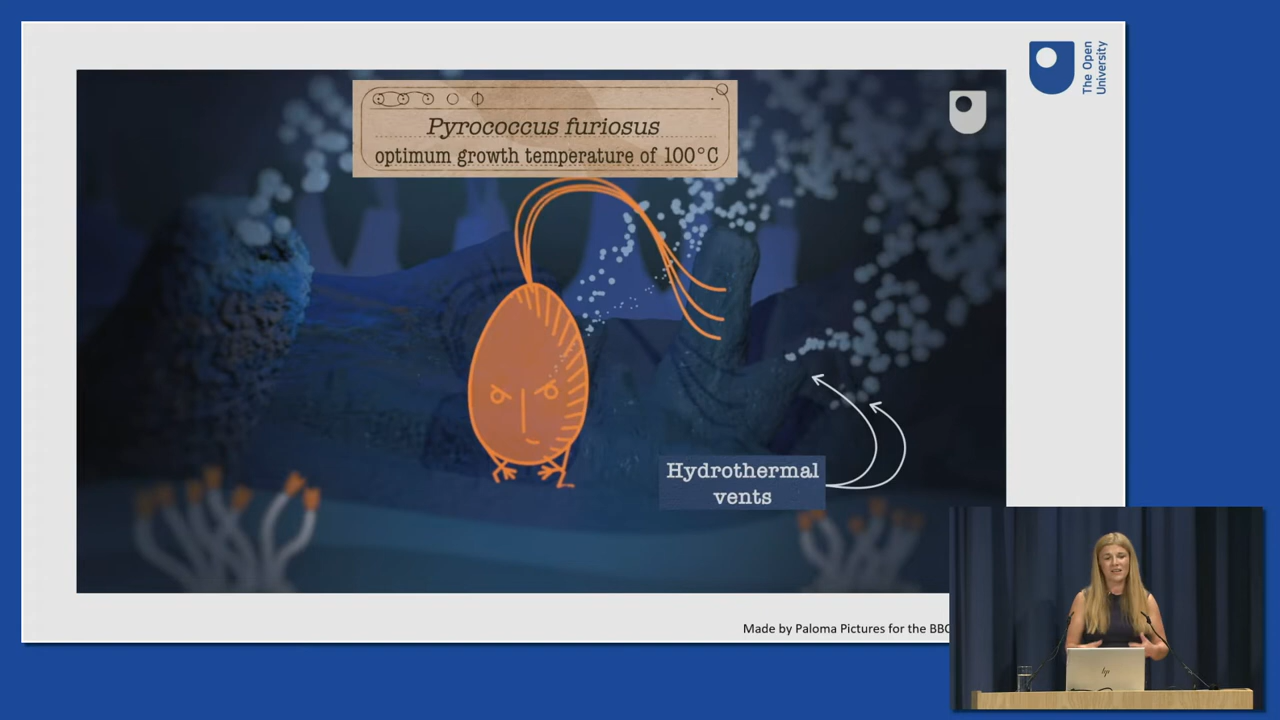 Pyrococcus furiosus
optimum growth temperature of 100°C
The Open
University
Hydrothermal
vents
Made by Paloma Pictures for the BBC
hp